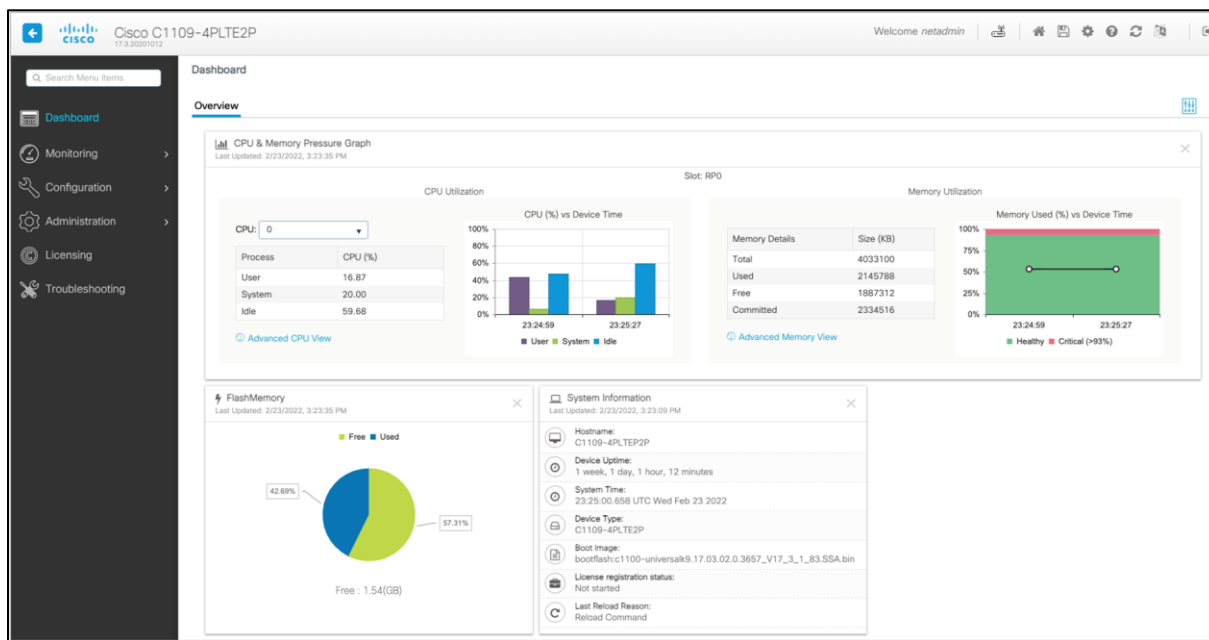 cisco
Cisco C1109-4PLTE2P
17.3.20201012
Welcome netadmin
Search Menu Items
Dashboard
Monitoring
Configuration
Administration
Licensing
Troubleshooting
Dashboard
Overview
CPU & Memory Pressure Graph
Last Updated: 2/23/2022, 3:23:35 PM
Slot: RP0
CPU Utilization
CPU: 0
Process CPU (%)
User 16.87
System 20.00
Idle 59.68
Advanced CPU View
CPU (%) vs Device Time
100%
80%
60%
40%
20%
0%
23:24:59 23:25:27
User System Idle
Memory Utilization
Memory Details Size (KB)
Total 4033100
Used 2145788
Free 1887312
Committed 2334516
Advanced Memory View
Memory Used (%) vs Device Time
100%
75%
50%
25%
0%
23:24:59 23:25:27
Healthy Critical (>93%)
FlashMemory
Last Updated: 2/23/2022, 3:23:35 PM
Free Used
42.69%
57.31%
Free : 1.54(GB)
System Information
Last Updated: 2/23/2022, 3:23:09 PM
Hostname:
C1109-4PLTEP2P
Device Uptime:
1 week, 1 day, 1 hour, 12 minutes
System Time:
23:25:00.658 UTC Wed Feb 23 2022
Device Type:
C1109-4PLTE2P
Boot Image:
bootflash:c1100-universalk9.17.03.02.0.3657_V17_3_1_83.SSA.bin
License registration status:
Not started
Last Reload Reason:
Reload Command